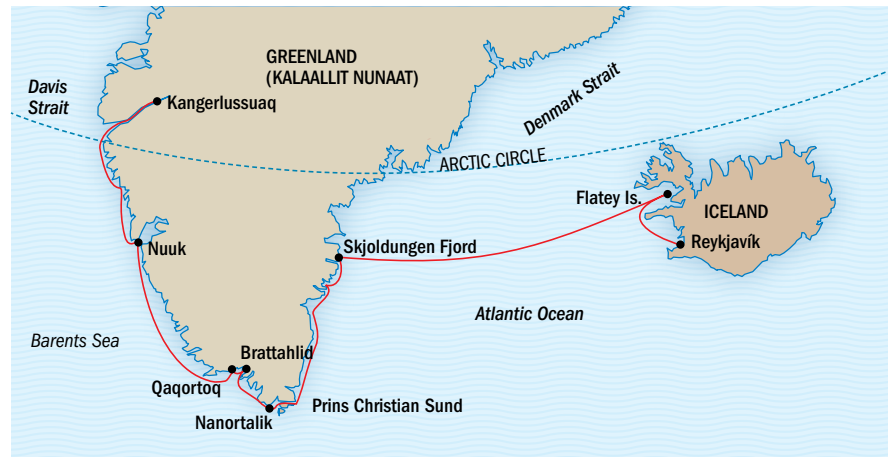 GREENLAND
(KALAALLIT NUNAAT)
Davis
Strait
Denmark Strait
Kangerlussuaq
ARCTIC CIRCLE
Flatey Is.
ICELAND
Reykjavík
Nuuk
Skjoldungen Fjord
Atlantic Ocean
Barents Sea
Brattahlid
Qaqortoq
Prins Christian Sund
Nanortalik